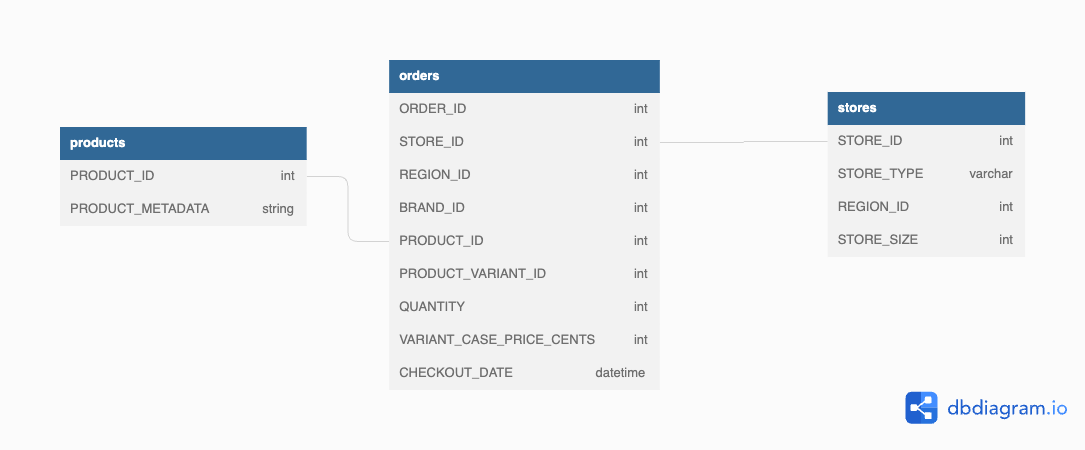 products
PRODUCT_ID int
PRODUCT_METADATA string
orders
ORDER_ID int
STORE_ID int
REGION_ID int
BRAND_ID int
PRODUCT_ID int
PRODUCT_VARIANT_ID int
QUANTITY int
VARIANT_CASE_PRICE_CENTS int
CHECKOUT_DATE datetime
stores
STORE_ID int
STORE_TYPE varchar
REGION_ID int
STORE_SIZE int
dbdiagram.io